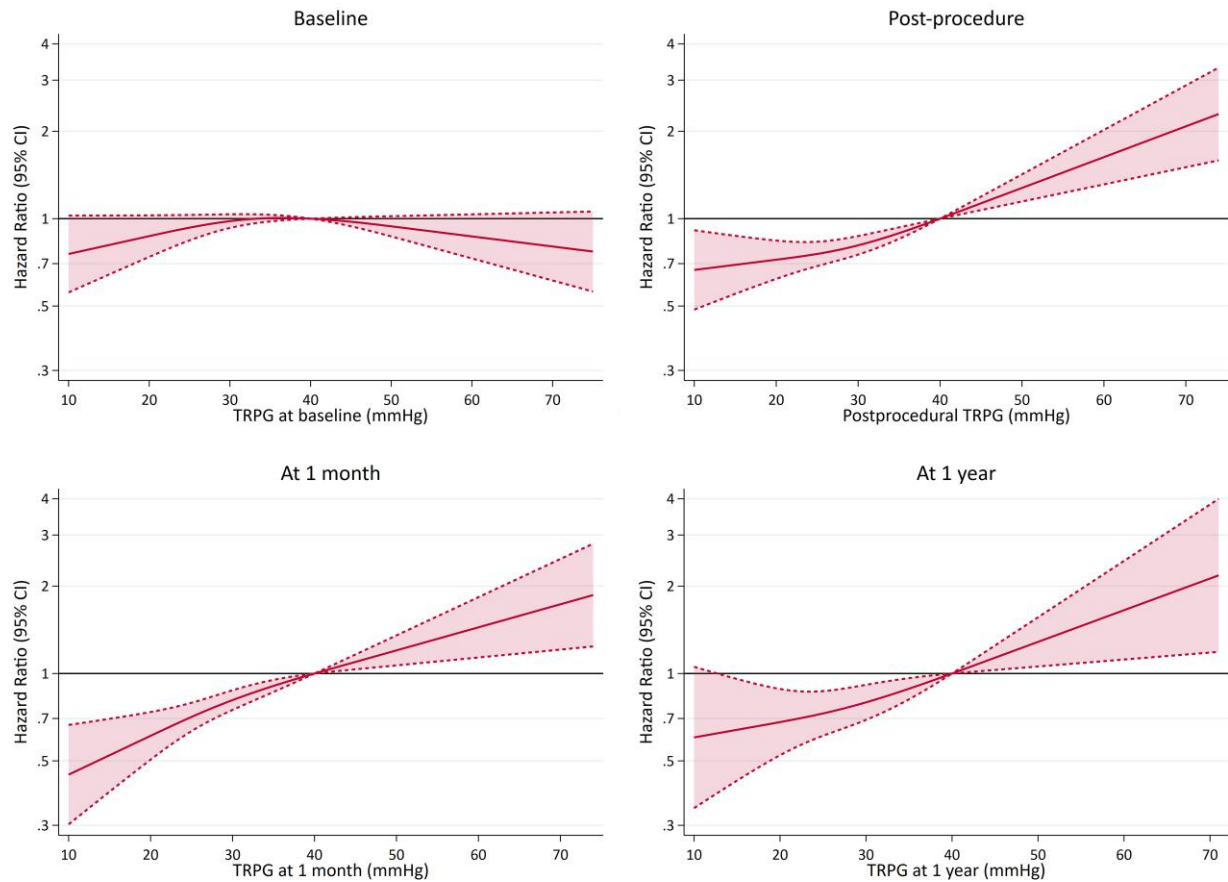 Baseline
Hazard Ratio (95% CI)
4
3
2
1
.7
.5
.3
10 20 30 40 50 60 70
TRPG at baseline (mmHg)
Post-procedure
Hazard Ratio (95% CI)
4
3
2
1
.7
.5
.3
10 20 30 40 50 60 70
Postprocedural TRPG (mmHg)
At 1 month
Hazard Ratio (95% CI)
4
3
2
1
.7
.5
.3
10 20 30 40 50 60 70
TRPG at 1 month (mmHg)
At 1 year
Hazard Ratio (95% CI)
4
3
2
1
.7
.5
.3
10 20 30 40 50 60 70
TRPG at 1 year (mmHg)